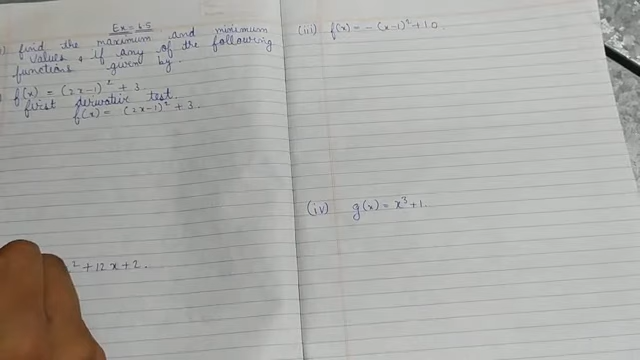 Ex = 6.5
) find the maximum and minimum
values, if any of the following
functions given by.
f(x) = (2x-1)² + 3.
first derivative test
f(x) = (2x-1)² + 3.
² + 12x + 2.
(iii) f(x) = -(x-1)² + 10
(iv) g(x) = x³ + 1.